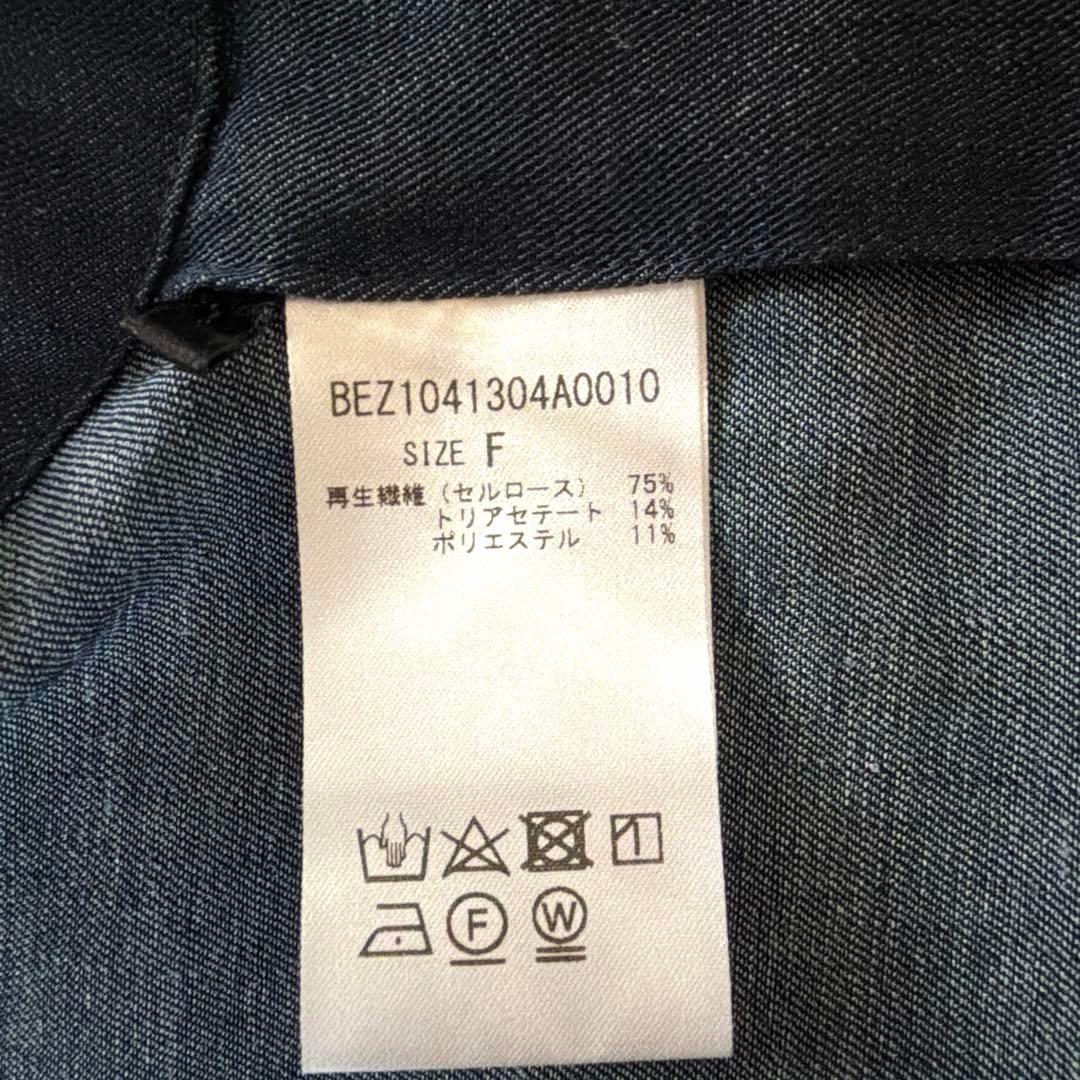 BEZ1041304A0010
SIZE F
再生繊維（セルロース） 75%
トリアセテート 14%
ポリエステル 11%
F W